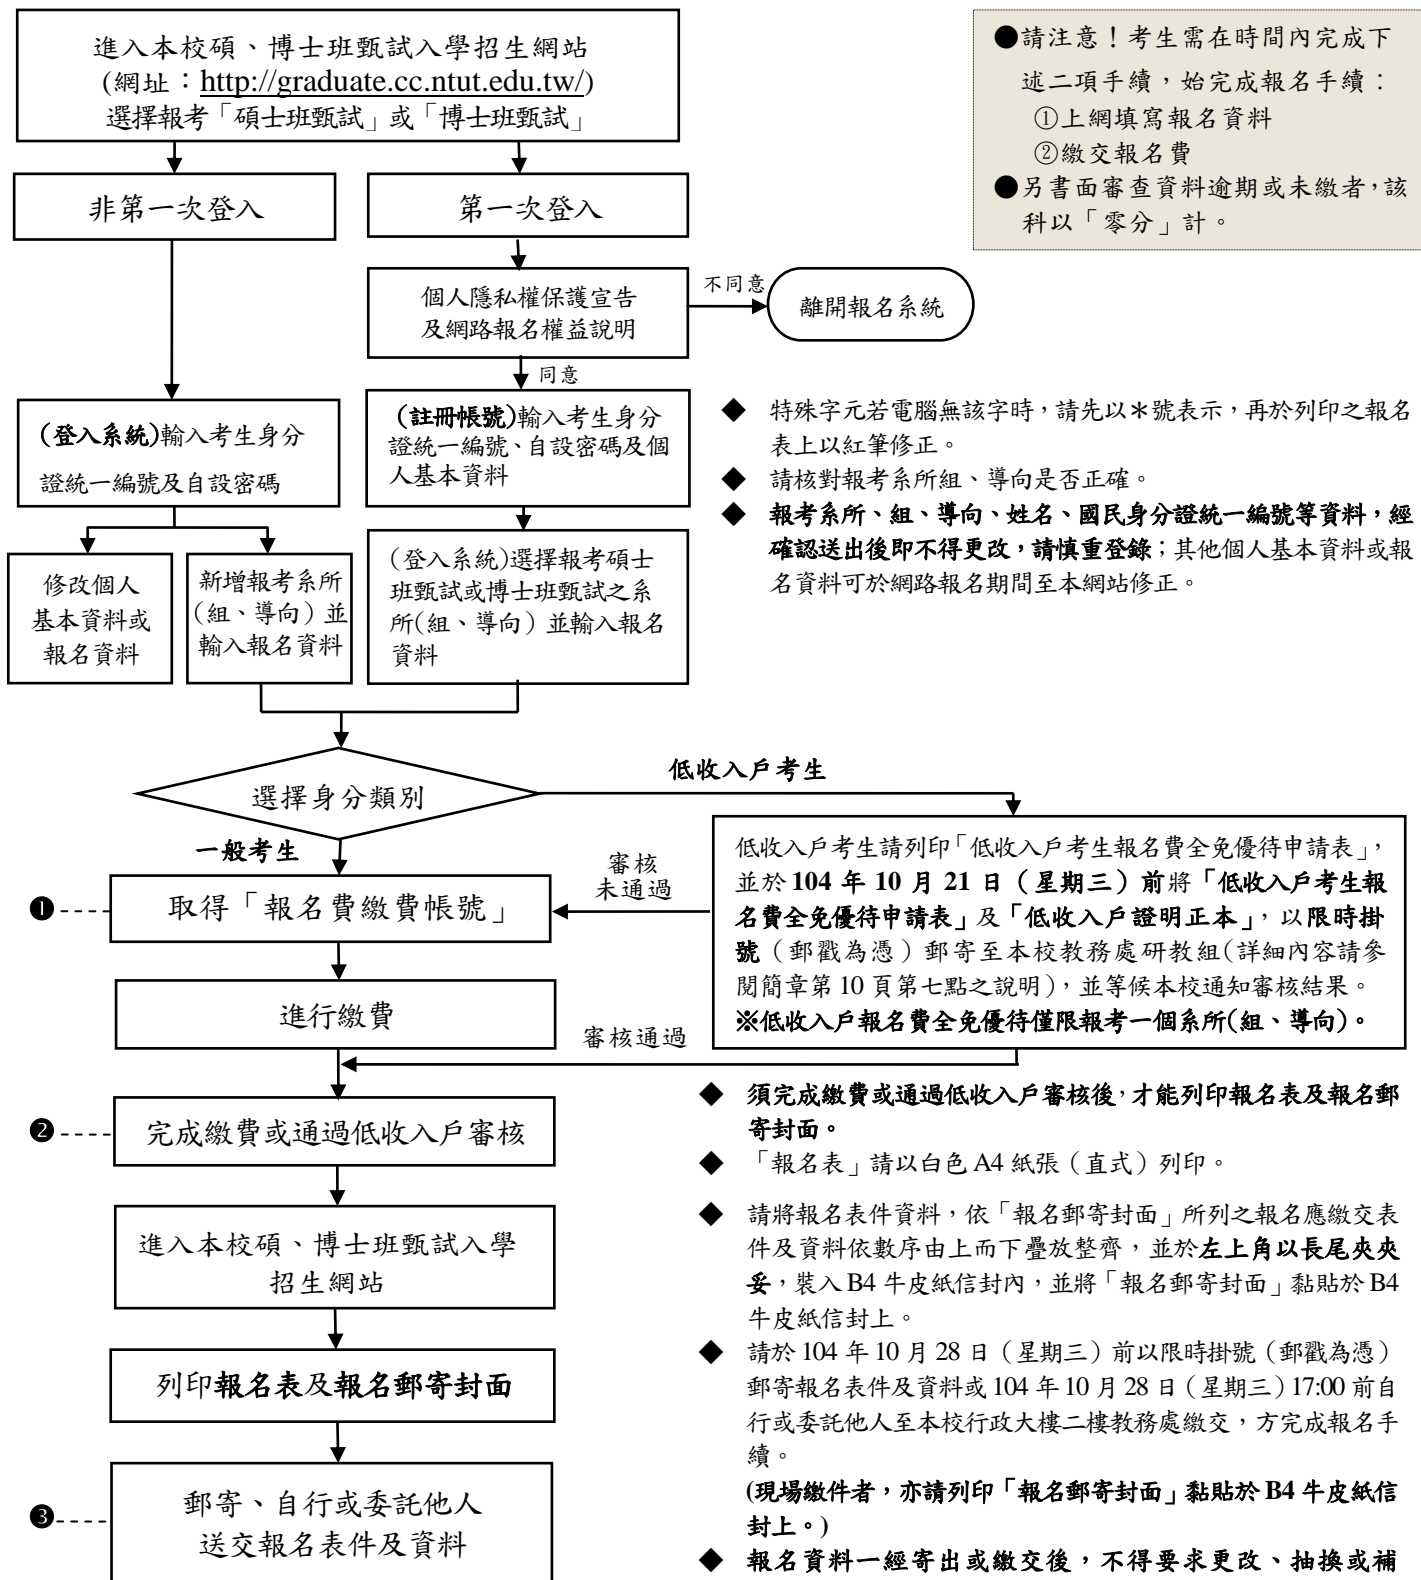 進入本校碩、博士班甄試入學招生網站
(網址：http://graduate.cc.ntut.edu.tw/)
選擇報考「碩士班甄試」或「博士班甄試」
●請注意！考生需在時間內完成下
述二項手續，始完成報名手續：
①上網填寫報名資料
②繳交報名費
●另書面審查資料逾期或未繳者，該
科以「零分」計。
非第一次登入
第一次登入
個人隱私權保護宣告
及網路報名權益說明
不同意
離開報名系統
同意
(登入系統)輸入考生身分
證統一編號及自設密碼
(註冊帳號)輸入考生身分
證統一編號、自設密碼及個
人基本資料
◆ 特殊字元若電腦無該字時，請先以＊號表示，再於列印之報名
表上以紅筆修正。
◆ 請核對報考系所組、導向是否正確。
◆ 報考系所、組、導向、姓名、國民身分證統一編號等資料，經
確認送出後即不得更改，請慎重登錄；其他個人基本資料或報
名資料可於網路報名期間至本網站修正。
修改個人
基本資料或
報名資料
新增報考系所
(組、導向）並
輸入報名資料
(登入系統)選擇報考碩士
班甄試或博士班甄試之系
所(組、導向）並輸入報名
資料
選擇身分類別
低收入戶考生
一般考生
審核
未通過
❶
取得「報名費繳費帳號」
低收入戶考生請列印「低收入戶考生報名費全免優待申請表」，
並於 104 年 10 月 21 日（星期三）前將「低收入戶考生報
名費全免優待申請表」及「低收入戶證明正本」，以限時掛
號（郵戳為憑）郵寄至本校教務處研教組(詳細內容請參
閱簡章第 10 頁第七點之說明)，並等候本校通知審核結果。
※低收入戶報名費全免優待僅限報考一個系所(組、導向)。
進行繳費
審核通過
❷
完成繳費或通過低收入戶審核
◆ 須完成繳費或通過低收入戶審核後，才能列印報名表及報名郵
寄封面。
◆ 「報名表」請以白色 A4 紙張（直式）列印。
◆ 請將報名表件資料，依「報名郵寄封面」所列之報名應繳交表
件及資料依數序由上而下疊放整齊，並於左上角以長尾夾夾
妥，裝入 B4 牛皮紙信封內，並將「報名郵寄封面」黏貼於 B4
牛皮紙信封上。
◆ 請於 104 年 10 月 28 日（星期三）前以限時掛號（郵戳為憑）
郵寄報名表件及資料或 104 年 10 月 28 日（星期三）17:00 前自
行或委託他人至本校行政大樓二樓教務處繳交，方完成報名手
續。
(現場繳件者，亦請列印「報名郵寄封面」黏貼於 B4 牛皮紙信
封上。)
◆ 報名資料一經寄出或繳交後，不得要求更改、抽換或補
進入本校碩、博士班甄試入學
招生網站
列印報名表及報名郵寄封面
❸
郵寄、自行或委託他人
送交報名表件及資料